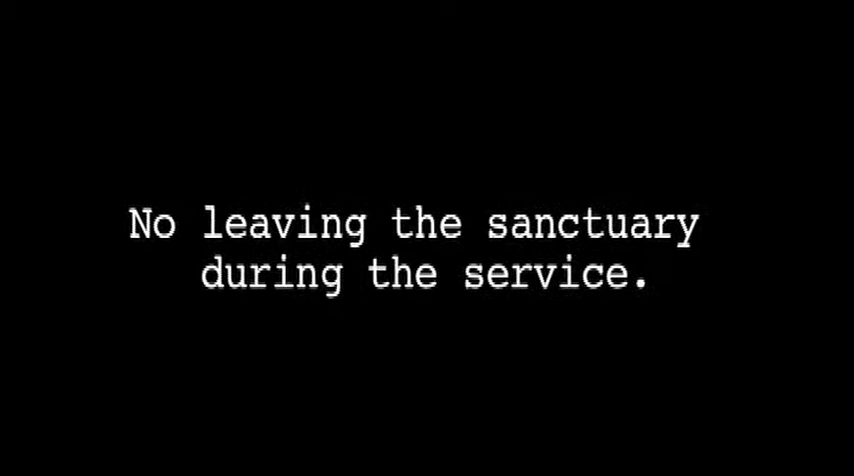 No leaving the sanctuary
during the service.